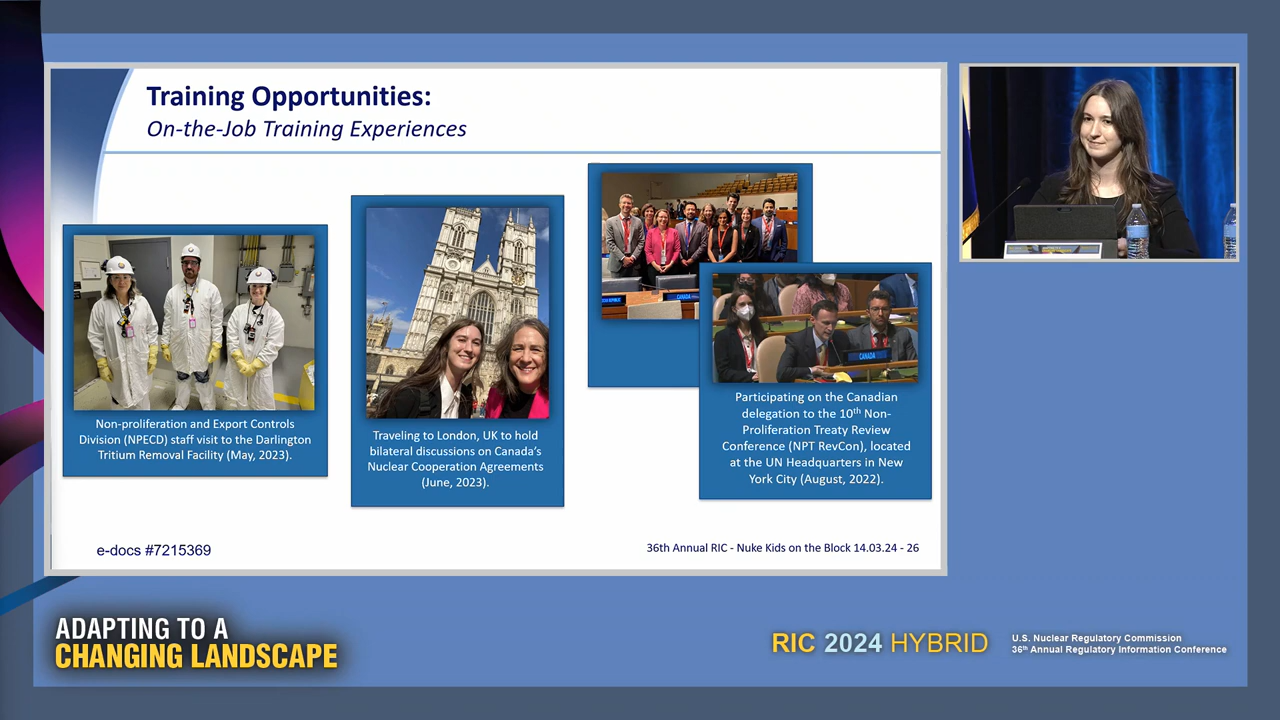 Training Opportunities:
On-the-Job Training Experiences
Non-proliferation and Export Controls
Division (NPECD) staff visit to the Darlington
Tritium Removal Facility (May, 2023).
Traveling to London, UK to hold
bilateral discussions on Canada's
Nuclear Cooperation Agreements
(June, 2023).
CANADA
CANADA
Participating on the Canadian
delegation to the 10th Non-
Proliferation Treaty Review
Conference (NPT RevCon), located
at the UN Headquarters in New
York City (August, 2022).
e-docs #7215369
36th Annual RIC - Nuke Kids on the Block 14.03.24 - 26
ADAPTING TO A
CHANGING LANDSCAPE
RIC 2024 HYBRID
U.S. Nuclear Regulatory Commission
36th Annual Regulatory Information Conference